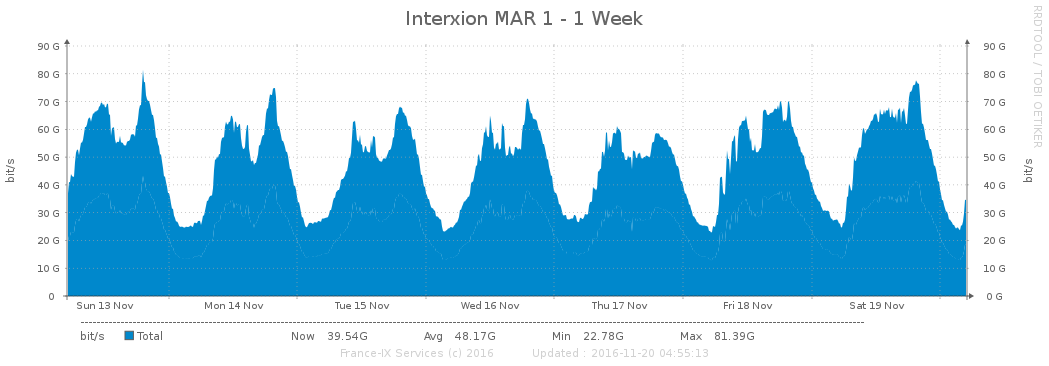 Interxion MAR 1 - 1 Week
RRDTOOL / TOBI OETIKER
bit/s
bit/s
90 G
90 G
80 G
80 G
70 G
70 G
60 G
60 G
50 G
50 G
40 G
40 G
30 G
30 G
20 G
20 G
10 G
10 G
0
0 G
Sun 13 Nov Mon 14 Nov Tue 15 Nov Wed 16 Nov Thu 17 Nov Fri 18 Nov Sat 19 Nov
bit/s Total Now 39.54G Avg 48.17G Min 22.78G Max 81.39G
France-IX Services (c) 2016 Updated : 2016-11-20 04:55:13